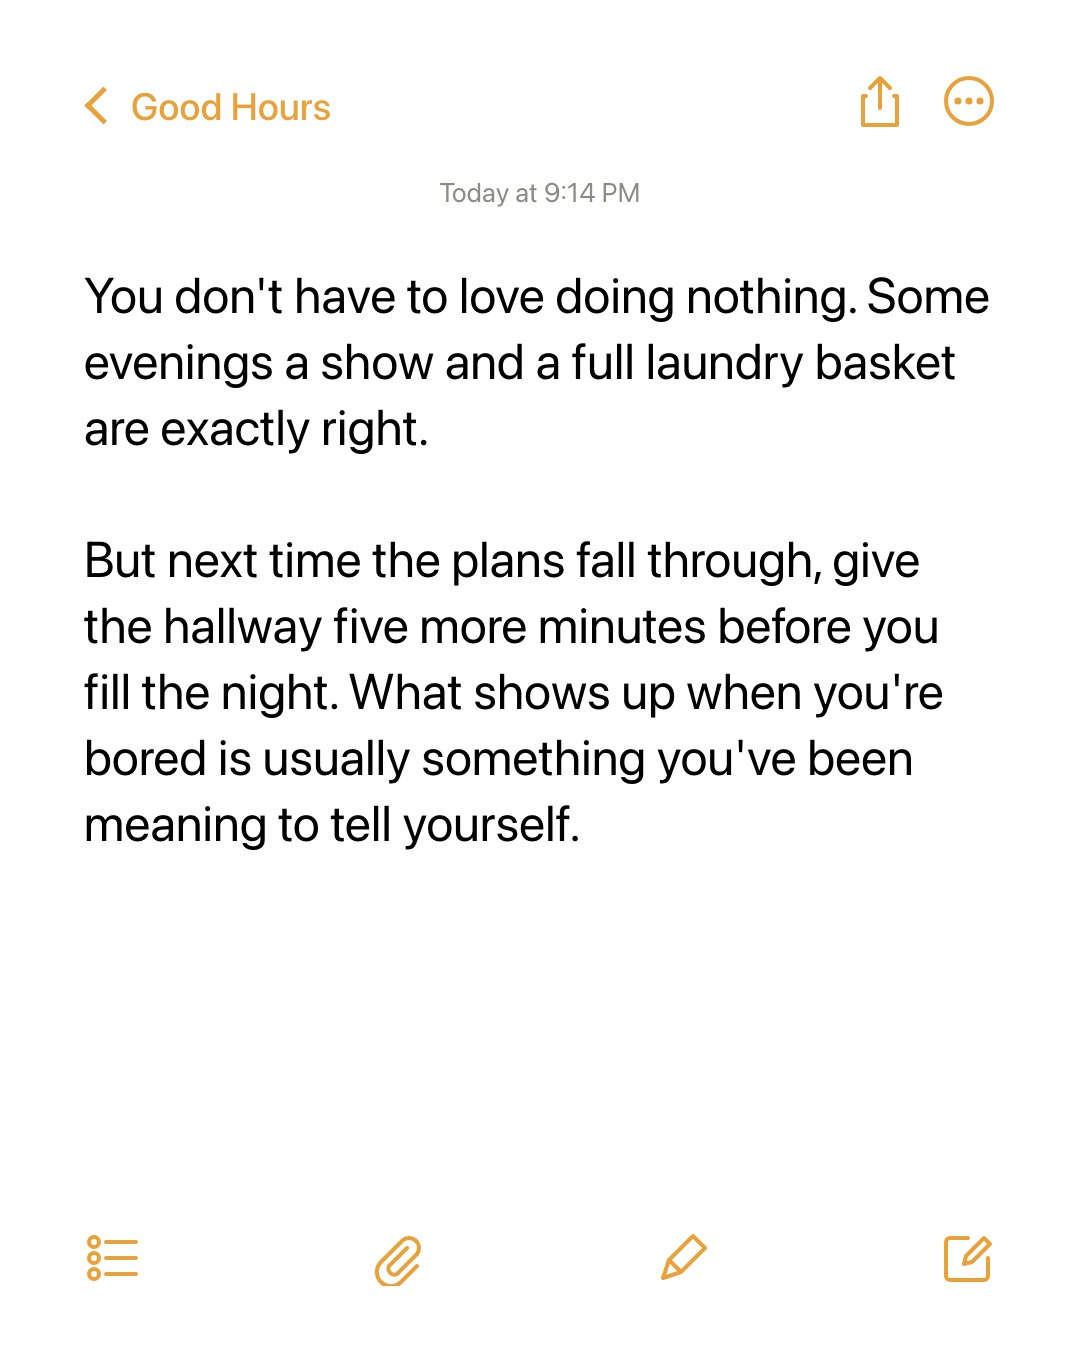 Good Hours
Today at 9:14 PM
You don't have to love doing nothing. Some
evenings a show and a full laundry basket
are exactly right.
But next time the plans fall through, give
the hallway five more minutes before you
fill the night. What shows up when you're
bored is usually something you've been
meaning to tell yourself.